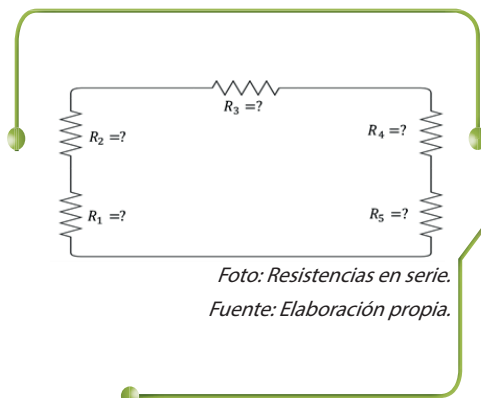 R₃ =?
R₂ =?
R₄ =?
R₁ =?
R₅ =?
Foto: Resistencias en serie.
Fuente: Elaboración propia.